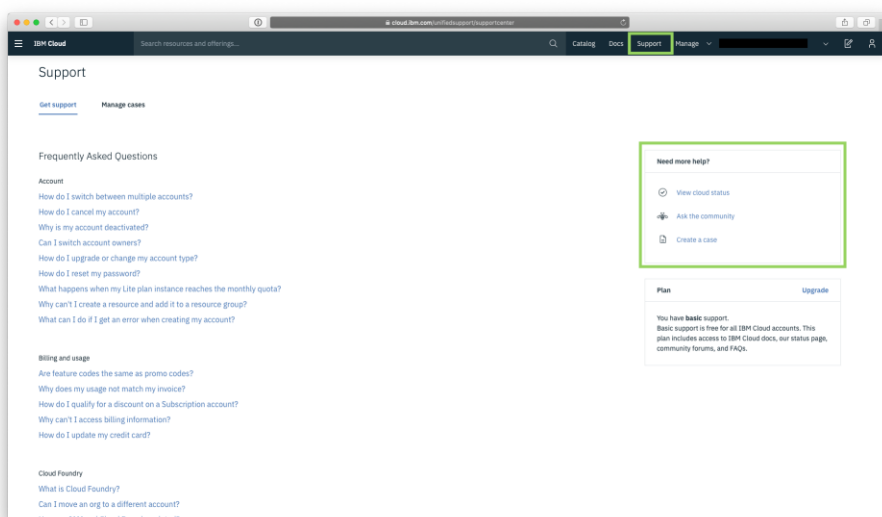 cloud.ibm.com/unifiedsupport/supportcenter
IBM Cloud
Search resources and offerings...
Catalog
Docs
Support
Manage
Support
Get support
Manage cases
Frequently Asked Questions
Account
How do I switch between multiple accounts?
How do I cancel my account?
Why is my account deactivated?
Can I switch account owners?
How do I upgrade or change my account type?
How do I reset my password?
What happens when my Lite plan instance reaches the monthly quota?
Why can't I create a resource and add it to a resource group?
What can I do if I get an error when creating my account?
Billing and usage
Are feature codes the same as promo codes?
Why does my usage not match my invoice?
How do I qualify for a discount on a Subscription account?
Why can't I access billing information?
How do I update my credit card?
Cloud Foundry
What is Cloud Foundry?
Can I move an org to a different account?
Need more help?
View cloud status
Ask the community
Create a case
Plan
Upgrade
You have basic support.
Basic support is free for all IBM Cloud accounts. This
plan includes access to IBM Cloud docs, our status page,
community forums, and FAQs.